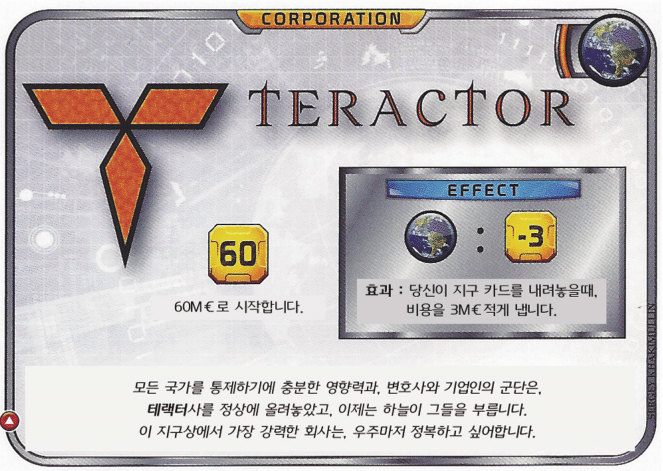 CORPORATION
TERACTOR
EFFECT
: -3
60
효과 : 당신이 지구 카드를 내려놓을때,
비용을 3M€ 적게 냅니다.
60M€로 시작합니다.
모든 국가를 통제하기에 충분한 영향력과, 변호사와 기업인의 군단은,
테랙터사를 정상에 올려놓았고, 이제는 하늘이 그들을 부릅니다.
이 지구상에서 가장 강력한 회사는, 우주마저 정복하고 싶어합니다.
SERGEY KHAKIMULLIN